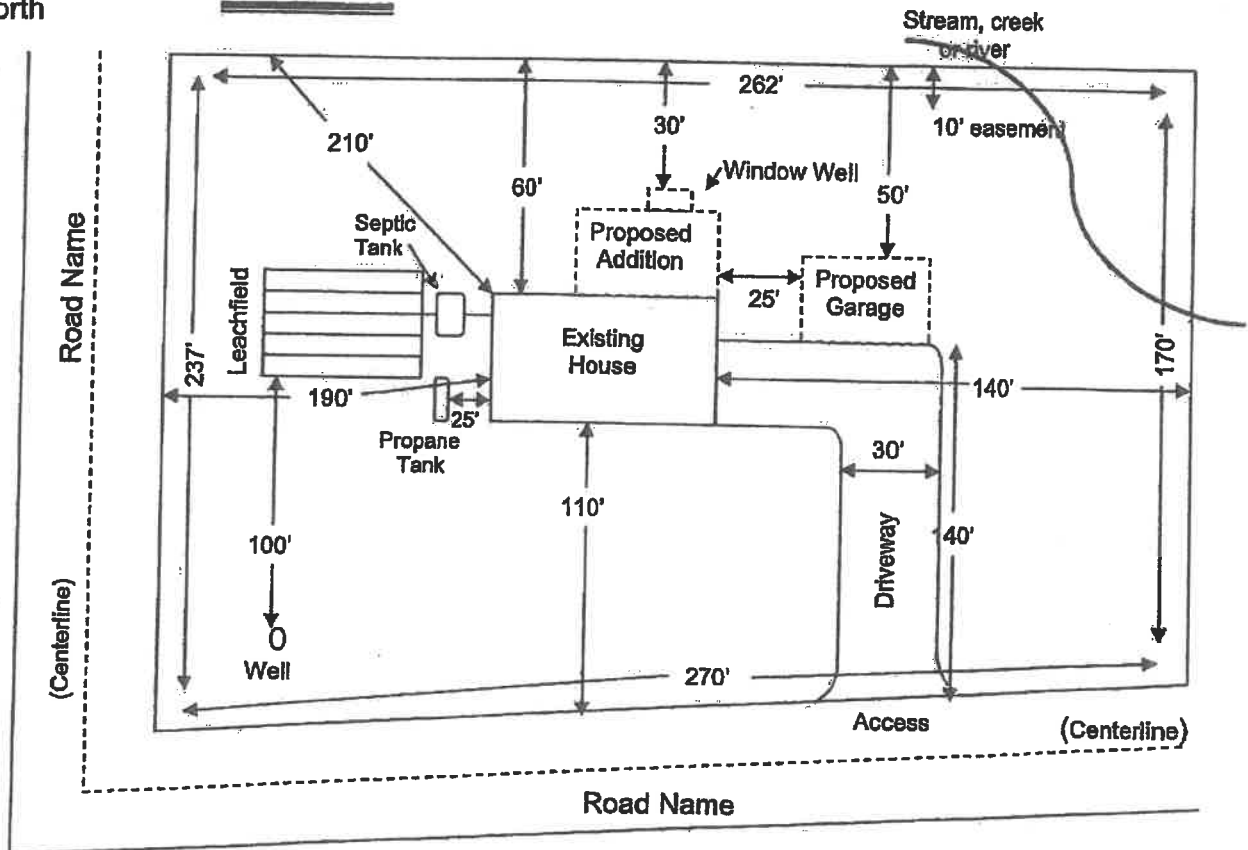 Stream, creek
or river
262'
10' easement
30'
210'
60'
50'
Window Well
Septic
Tank
Proposed
Addition
Proposed
Garage
25'
Road Name
Leachfield
237'
Existing
House
170'
190'
25'
140'
Propane
Tank
30'
110'
100'
Driveway
40'
(Centerline)
Well
270'
Access
(Centerline)
Road Name